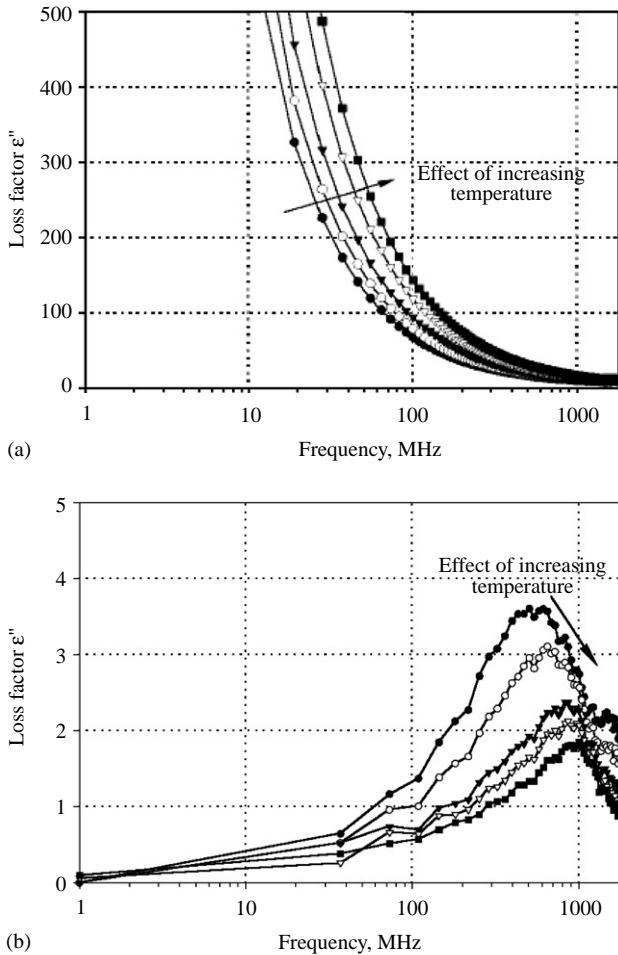 500
400
300
200
100
0
Loss factor ε"
Effect of increasing
temperature
1
10
100
1000
(a)
Frequency, MHz
5
4
3
2
1
0
Loss factor ε"
Effect of increasing
temperature
1
10
100
1000
(b)
Frequency, MHz